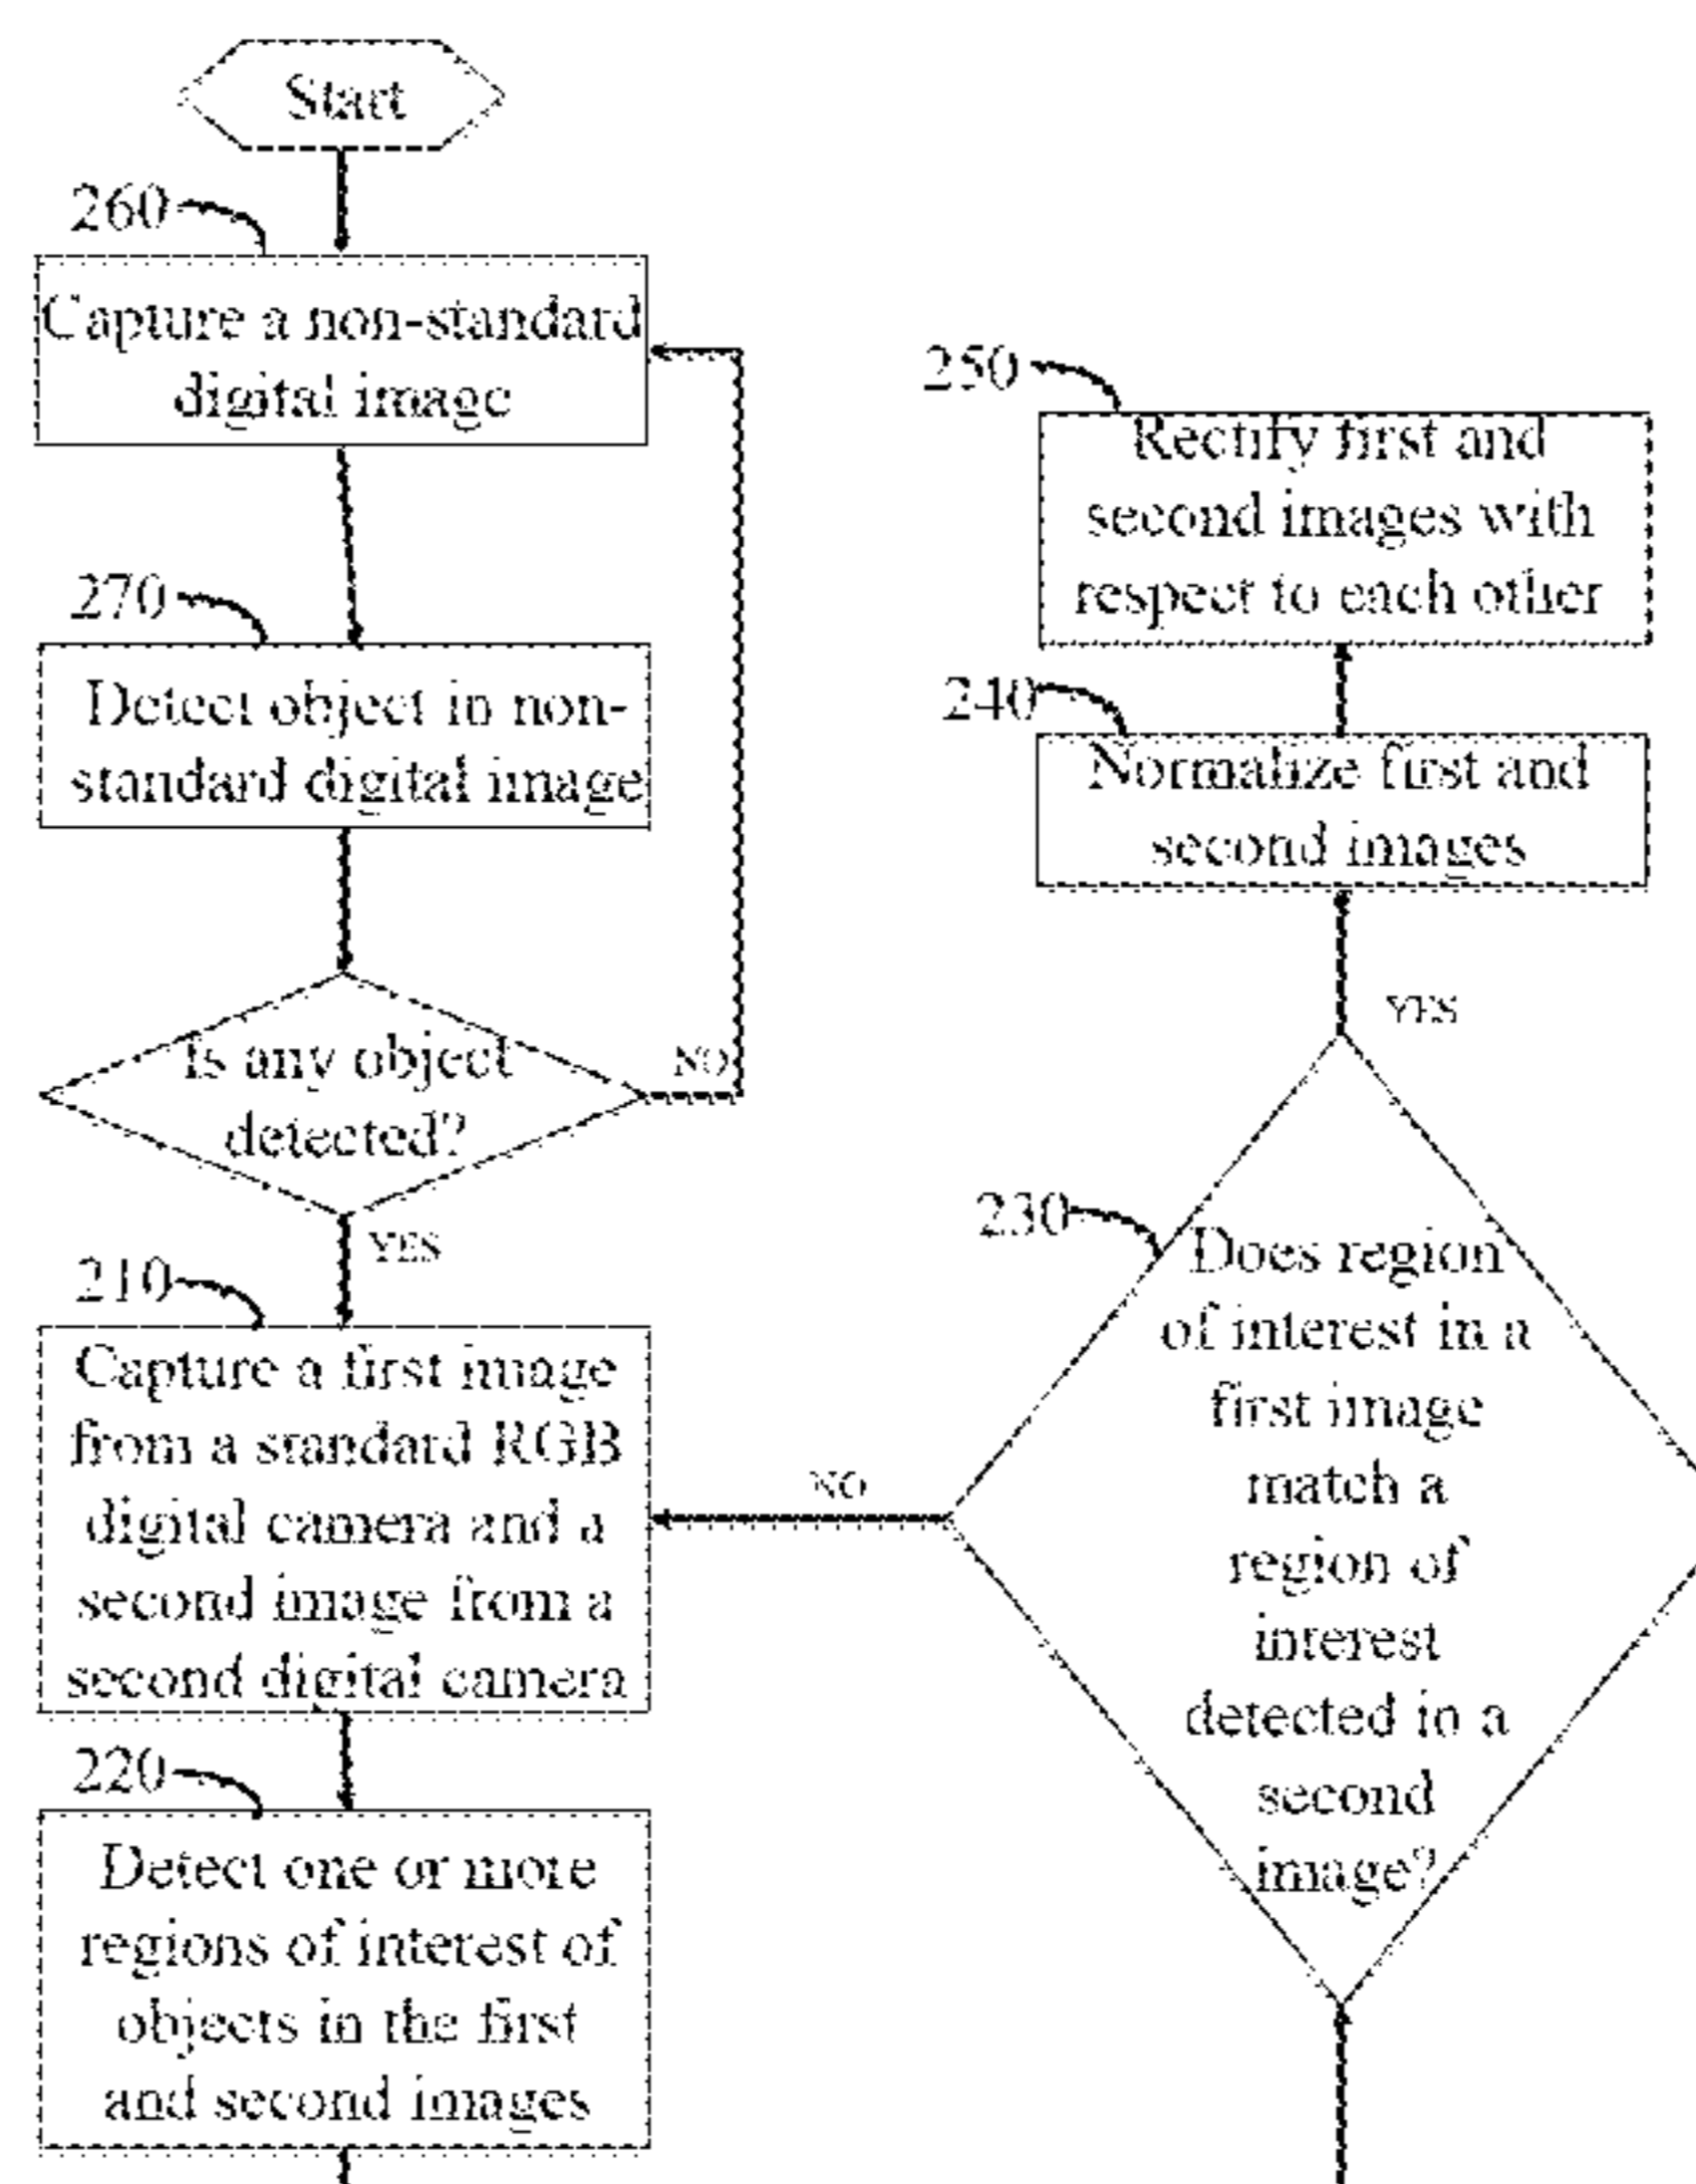 Start
260
Capture a non-standard
digital image
270
Detect object in non-
standard digital image
Is any object
detected?
NO
YES
210
Capture a first image
from a standard RGB
digital camera and a
second image from a
second digital camera
220
Detect one or more
regions of interest of
objects in the first
and second images
250
Rectify first and
second images with
respect to each other
240
Normalize first and
second images
YES
230
Does region
of interest in a
first image
match a
region of
interest
detected in a
second
image?
NO